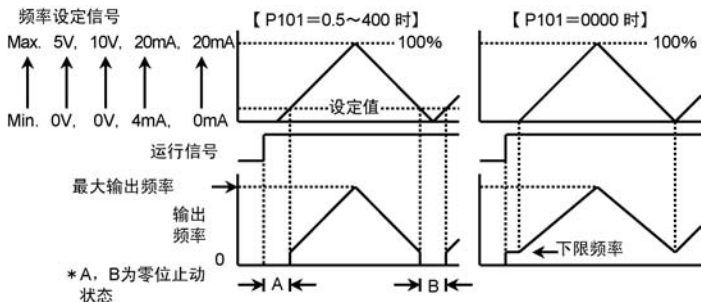 频率设定信号
Max. 5V, 10V, 20mA, 20mA
Min. 0V, 0V, 4mA, 0mA
【 P101=0.5~400 时】
100%
设定值
【 P101=0000 时】
100%
运行信号
最大输出频率
输出
频率
0
下限频率
*A,B为零位止动
状态
A
B